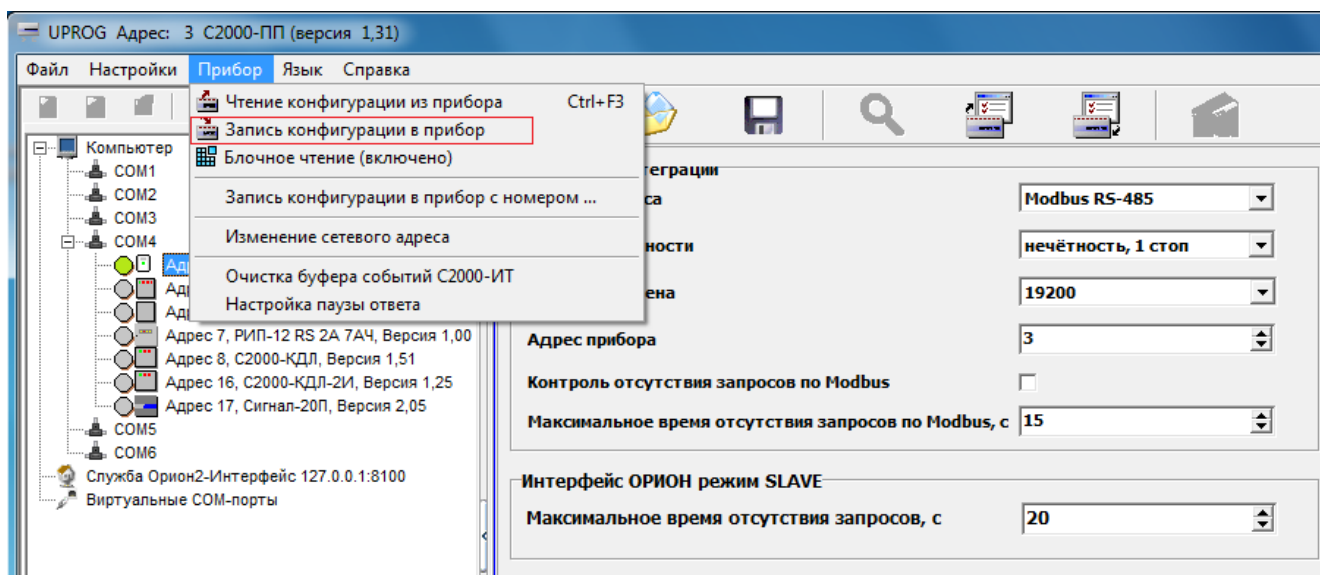 UPROG Адрес: 3 С2000-ПП (версия 1,31)
Файл Настройки Прибор Язык Справка
Чтение конфигурации из прибора Ctrl+F3
Запись конфигурации в прибор
Блочное чтение (включено)
Запись конфигурации в прибор с номером ...
Изменение сетевого адреса
Очистка буфера событий С2000-ИТ
Настройка паузы ответа
Компьютер
COM1
COM2
COM3
COM4
Адрес 7, РИП-12 RS 2А 7АЧ, Версия 1,00
Адрес 8, С2000-КДЛ, Версия 1,51
Адрес 16, С2000-КДЛ-2И, Версия 1,25
Адрес 17, Сигнал-20П, Версия 2,05
COM5
COM6
Служба Орион2-Интерфейс 127.0.0.1:8100
Виртуальные COM-порты
Modbus RS-485
нечётность, 1 стоп
19200
Адрес прибора 3
Контроль отсутствия запросов по Modbus
Максимальное время отсутствия запросов по Modbus, с 15
Интерфейс ОРИОН режим SLAVE
Максимальное время отсутствия запросов, с 20